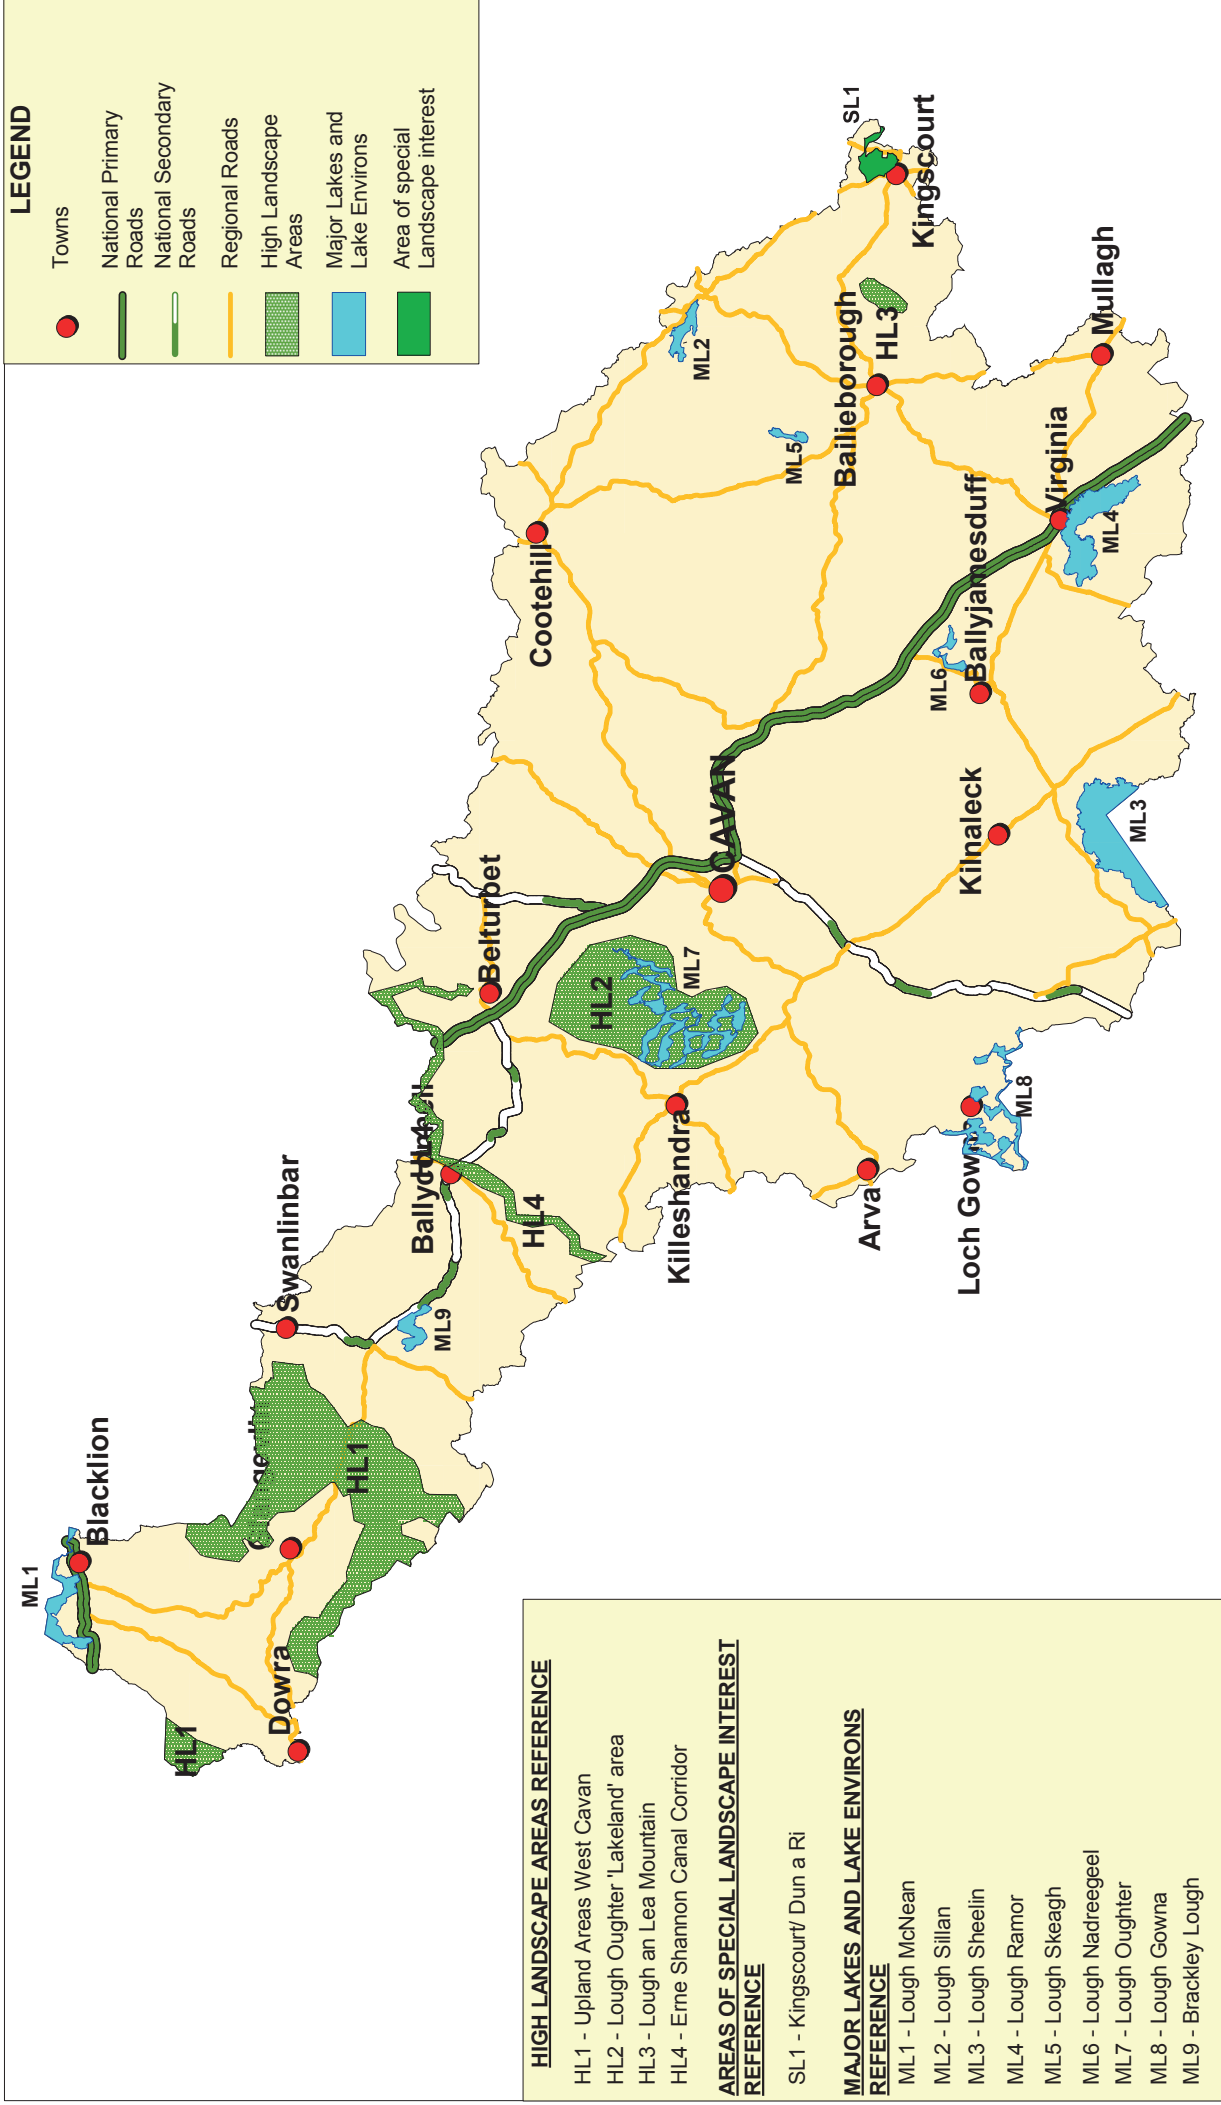 LEGEND
Towns
National Primary
Roads
National Secondary
Roads
Regional Roads
High Landscape
Areas
Major Lakes and
Lake Environs
Area of special
Landscape interest
ML1
Blacklion
HL1
Dowra
HL1
Swanlinbar
ML9
HL4
HL4
Belturbet
HL2
ML7
Killeshandra
Arva
Loch Gowna
ML8
CAVAN
Cootehill
Kilnaleck
ML3
ML6
Ballyjamesduff
Virginia
ML4
ML5
Bailieborough
HL3
ML2
Mullagh
Kingscourt
SL1
HIGH LANDSCAPE AREAS REFERENCE
HL1 - Upland Areas West Cavan
HL2 - Lough Oughter 'Lakeland' area
HL3 - Lough an Lea Mountain
HL4 - Erne Shannon Canal Corridor
AREAS OF SPECIAL LANDSCAPE INTEREST
REFERENCE
SL1 - Kingscourt/ Dun a Ri
MAJOR LAKES AND LAKE ENVIRONS
REFERENCE
ML1 - Lough McNean
ML2 - Lough Sillan
ML3 - Lough Sheelin
ML4 - Lough Ramor
ML5 - Lough Skeagh
ML6 - Lough Nadreegeel
ML7 - Lough Oughter
ML8 - Lough Gowna
ML9 - Brackley Lough